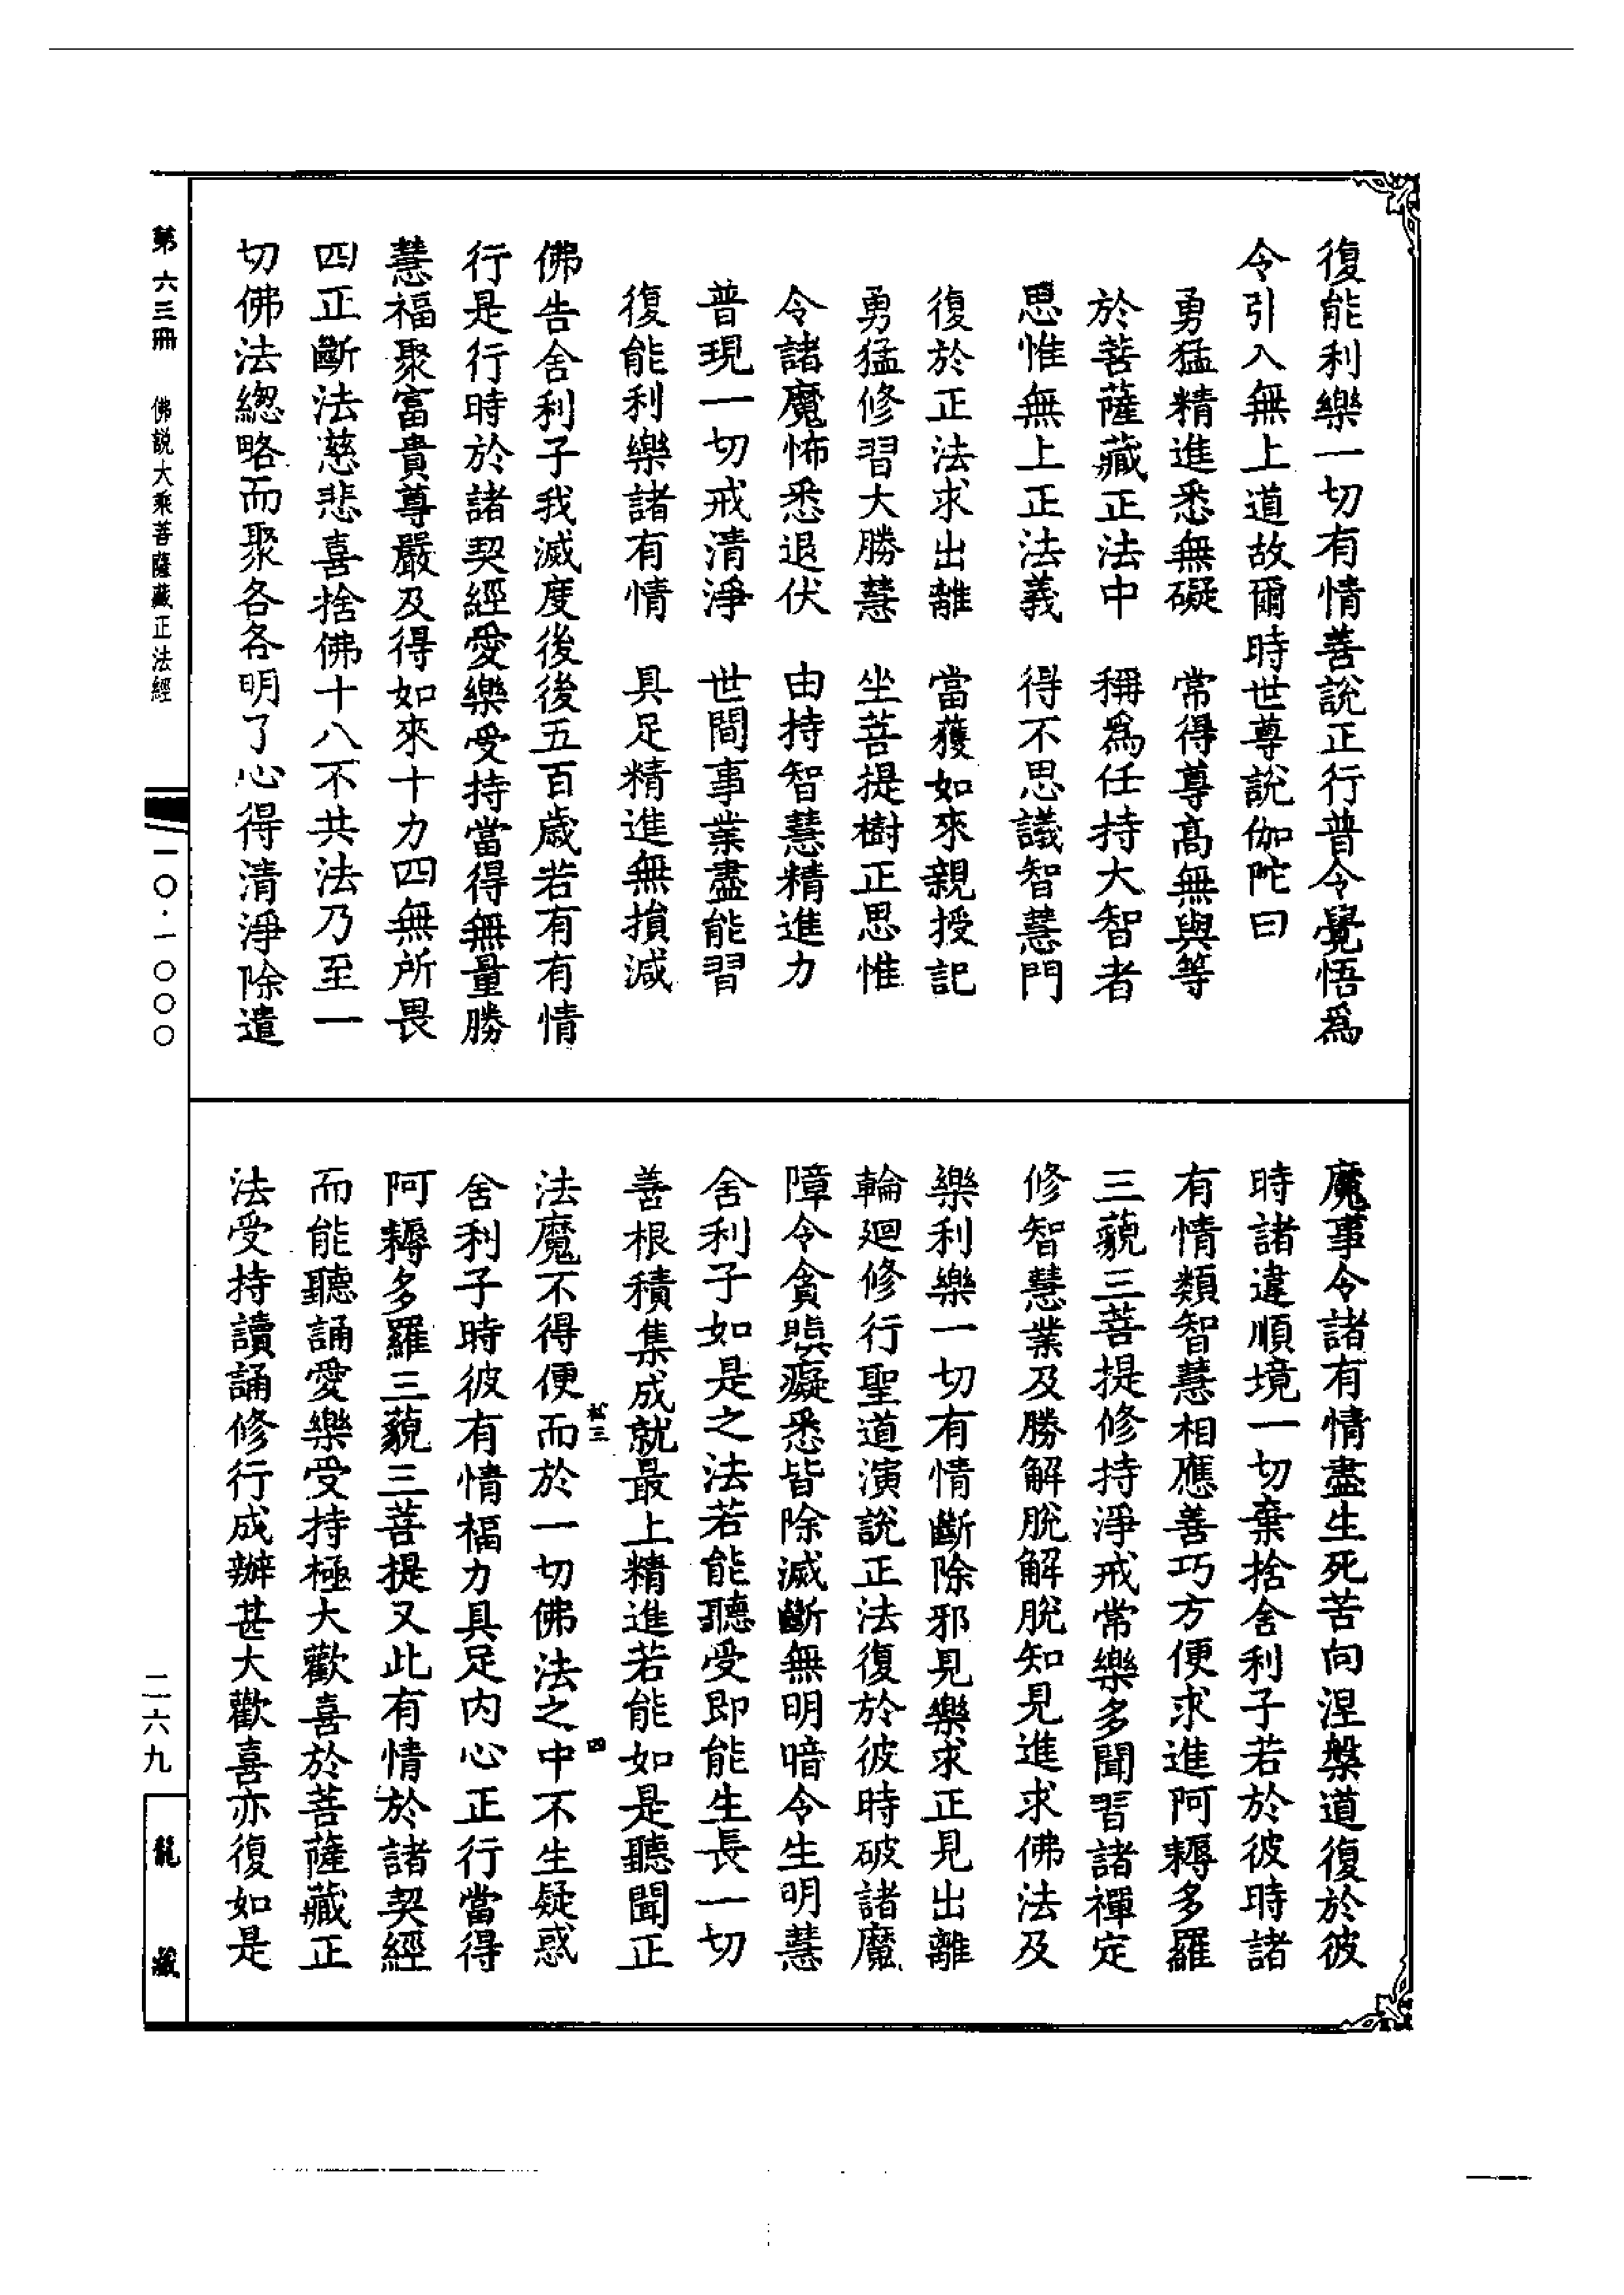 復能利樂一切有情善說正行普令覺悟爲
令引入無上道故爾時世尊說伽陀曰
勇猛精進悉無礙　常得尊高無與等
於菩薩藏正法中　稱爲任持大智者
思惟無上正法義　得不思議智慧門
復於正法求出離　當獲如來親授記
勇猛修習大勝慧　坐菩提樹正思惟
令諸魔怖悉退伏　由持智慧精進力
普現一切戒清淨　世間事業盡能習
復能利樂諸有情　具足精進無損減
佛告舍利子我滅度後後五百歲若有有情
行是行時於諸契經愛樂受持當得無量勝
慧福聚富貴尊嚴及得如來十力四無所畏
四正斷法慈悲喜捨佛十八不共法乃至一
切佛法總略而聚各各明了心得清淨除遣
魔事令諸有情盡生死苦向涅槃道復於彼
時諸違順境一切棄捨舍利子若於彼時諸
有情類智慧相應善巧方便求進阿耨多羅
三藐三菩提修持淨戒常樂多聞習諸禪定
修智慧業及勝解脫解脫知見進求佛法及
樂利樂一切有情斷除邪見樂求正見出離
輪迴修行聖道演說正法復於彼時破諸魔
障令貪瞋癡悉皆除滅斷無明暗令生明慧
舍利子如是之法若能聽受即能生長一切
善根積集成就最上精進若能如是聽聞正
法魔不得便而於一切佛法之中不生疑惑
舍利子時彼有情福力具足內心正行當得
阿耨多羅三藐三菩提又此有情於諸契經
而能聽誦愛樂受持極大歡喜於菩薩藏正
法受持讀誦修行成辦甚大歡喜亦復如是
第六三冊　佛說大乘菩薩藏正法經
一〇·一〇〇〇
二六九
龍藏